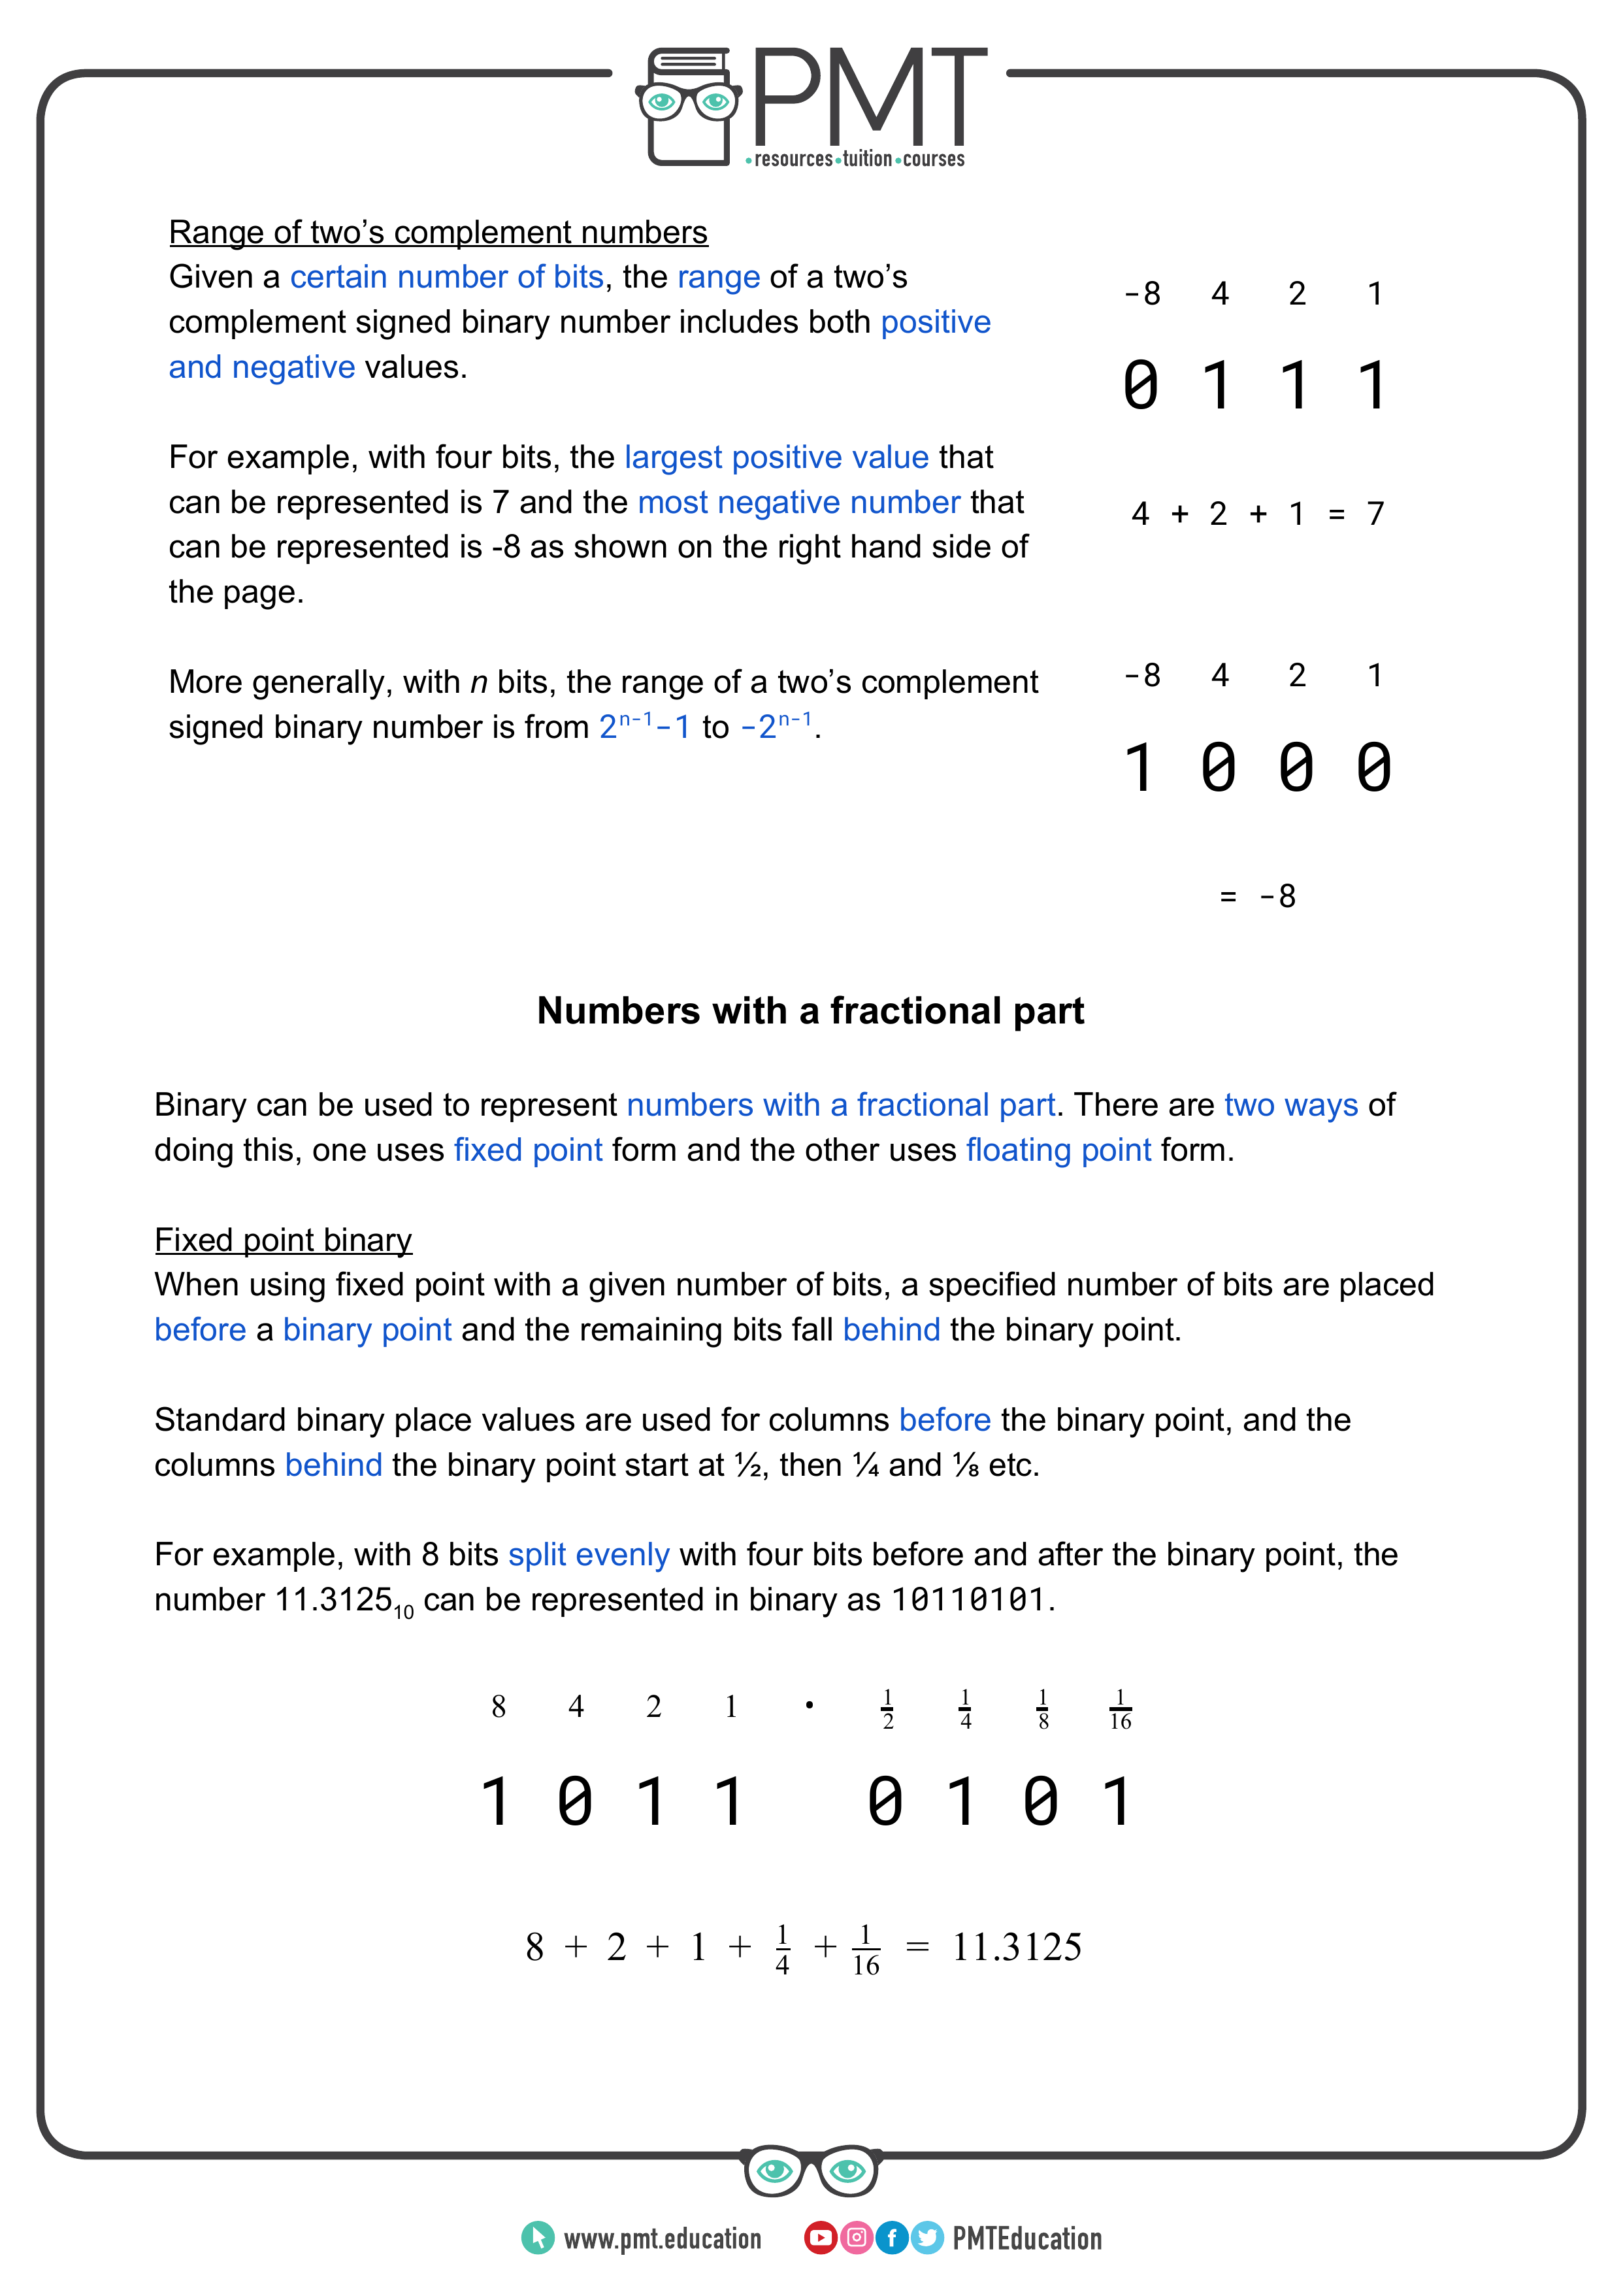 PMT
•resources•tuition•courses
Range of two’s complement numbers
Given a certain number of bits, the range of a two’s
complement signed binary number includes both positive
and negative values.
For example, with four bits, the largest positive value that
can be represented is 7 and the most negative number that
can be represented is -8 as shown on the right hand side of
the page.
More generally, with n bits, the range of a two’s complement
signed binary number is from 2ⁿ⁻¹-1 to -2ⁿ⁻¹.
-8 4 2 1
0 1 1 1
4 + 2 + 1 = 7
-8 4 2 1
1 0 0 0
= -8
Numbers with a fractional part
Binary can be used to represent numbers with a fractional part. There are two ways of
doing this, one uses fixed point form and the other uses floating point form.
Fixed point binary
When using fixed point with a given number of bits, a specified number of bits are placed
before a binary point and the remaining bits fall behind the binary point.
Standard binary place values are used for columns before the binary point, and the
columns behind the binary point start at ½, then ¼ and ⅛ etc.
For example, with 8 bits split evenly with four bits before and after the binary point, the
number 11.3125₁₀ can be represented in binary as 10110101.
8 4 2 1 • 1/2 1/4 1/8 1/16
1 0 1 1 0 1 0 1
8 + 2 + 1 + 1/4 + 1/16 = 11.3125
www.pmt.education PMTEducation